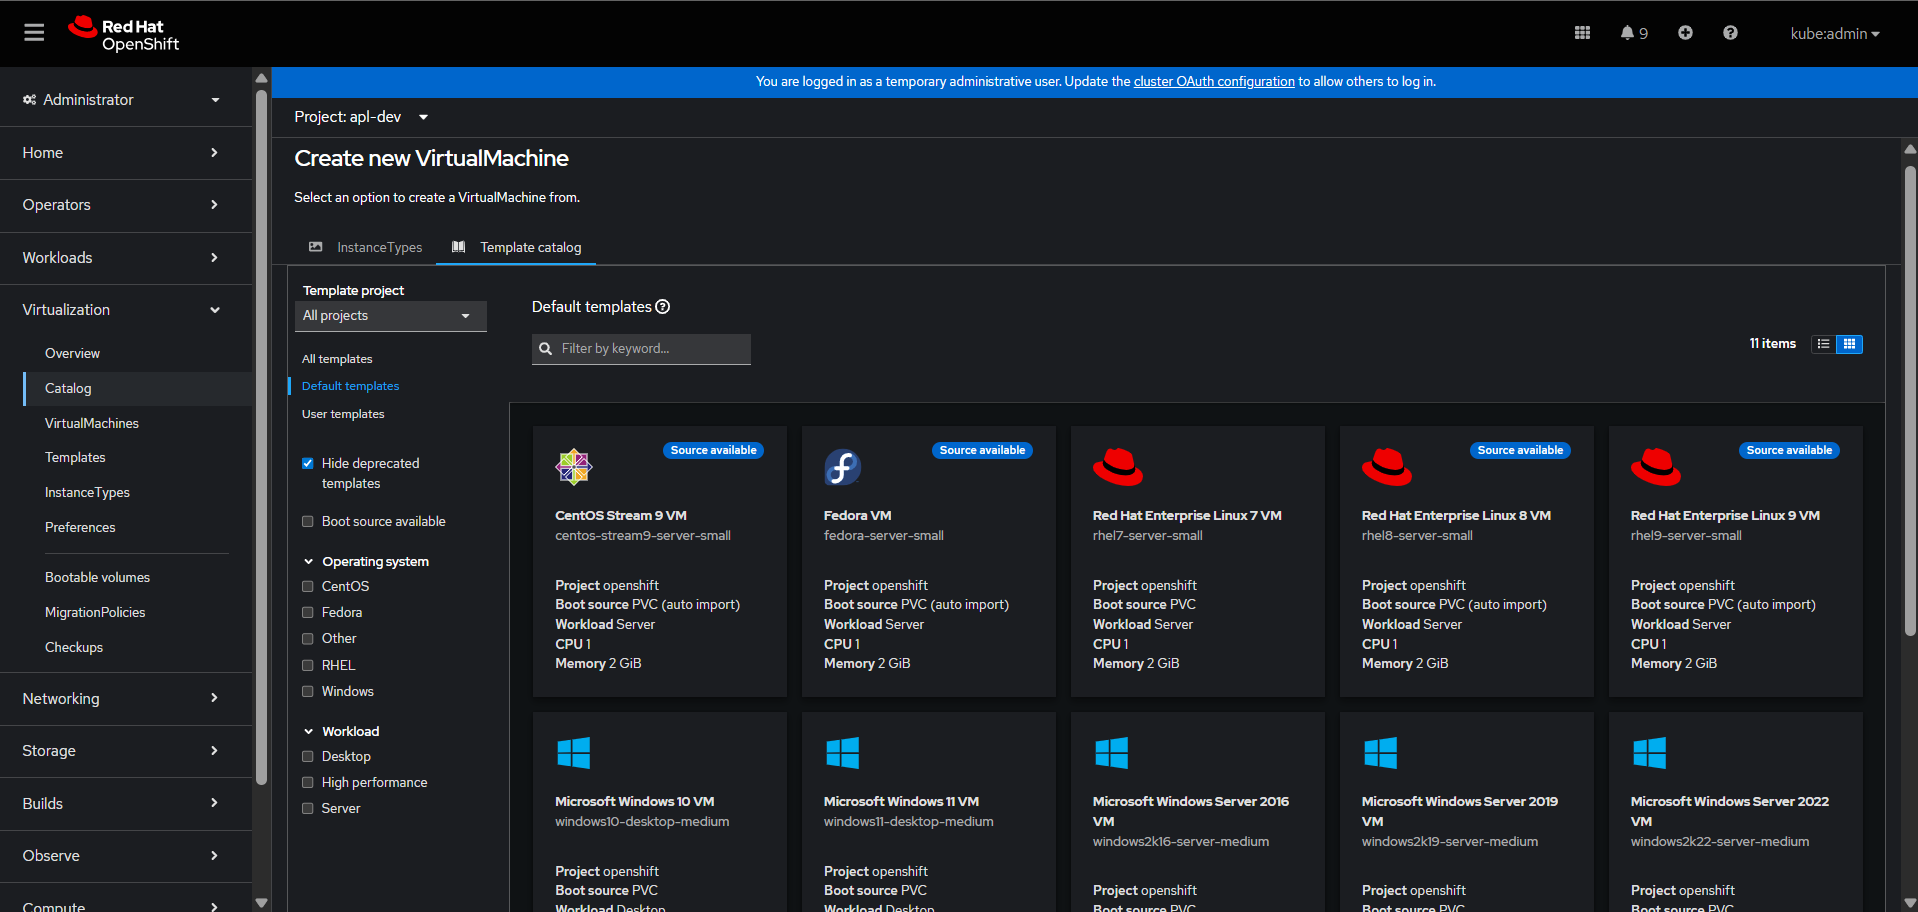 Red Hat
OpenShift
9
kube:admin
Administrator
Home
Operators
Workloads
Virtualization
Overview
Catalog
VirtualMachines
Templates
InstanceTypes
Preferences
Bootable volumes
MigrationPolicies
Checkups
Networking
Storage
Builds
Observe
Compute
You are logged in as a temporary administrative user. Update the cluster OAuth configuration to allow others to log in.
Project: apl-dev
Create new VirtualMachine
Select an option to create a VirtualMachine from.
InstanceTypes
Template catalog
Template project
All projects
All templates
Default templates
User templates
Hide deprecated
templates
Boot source available
Operating system
CentOS
Fedora
Other
RHEL
Windows
Workload
Desktop
High performance
Server
Default templates
Filter by keyword...
11 items
Source available
CentOS Stream 9 VM
centos-stream9-server-small
Project openshift
Boot source PVC (auto import)
Workload Server
CPU 1
Memory 2 GiB
Source available
Fedora VM
fedora-server-small
Project openshift
Boot source PVC (auto import)
Workload Server
CPU 1
Memory 2 GiB
Red Hat Enterprise Linux 7 VM
rhel7-server-small
Project openshift
Boot source PVC
Workload Server
CPU 1
Memory 2 GiB
Source available
Red Hat Enterprise Linux 8 VM
rhel8-server-small
Project openshift
Boot source PVC (auto import)
Workload Server
CPU 1
Memory 2 GiB
Source available
Red Hat Enterprise Linux 9 VM
rhel9-server-small
Project openshift
Boot source PVC (auto import)
Workload Server
CPU 1
Memory 2 GiB
Microsoft Windows 10 VM
windows10-desktop-medium
Project openshift
Boot source PVC
Workload Desktop
Microsoft Windows 11 VM
windows11-desktop-medium
Project openshift
Boot source PVC
Workload Desktop
Microsoft Windows Server 2016
VM
windows2k16-server-medium
Project openshift
Boot source PVC
Microsoft Windows Server 2019
VM
windows2k19-server-medium
Project openshift
Boot source PVC
Microsoft Windows Server 2022
VM
windows2k22-server-medium
Project openshift
Boot source PVC